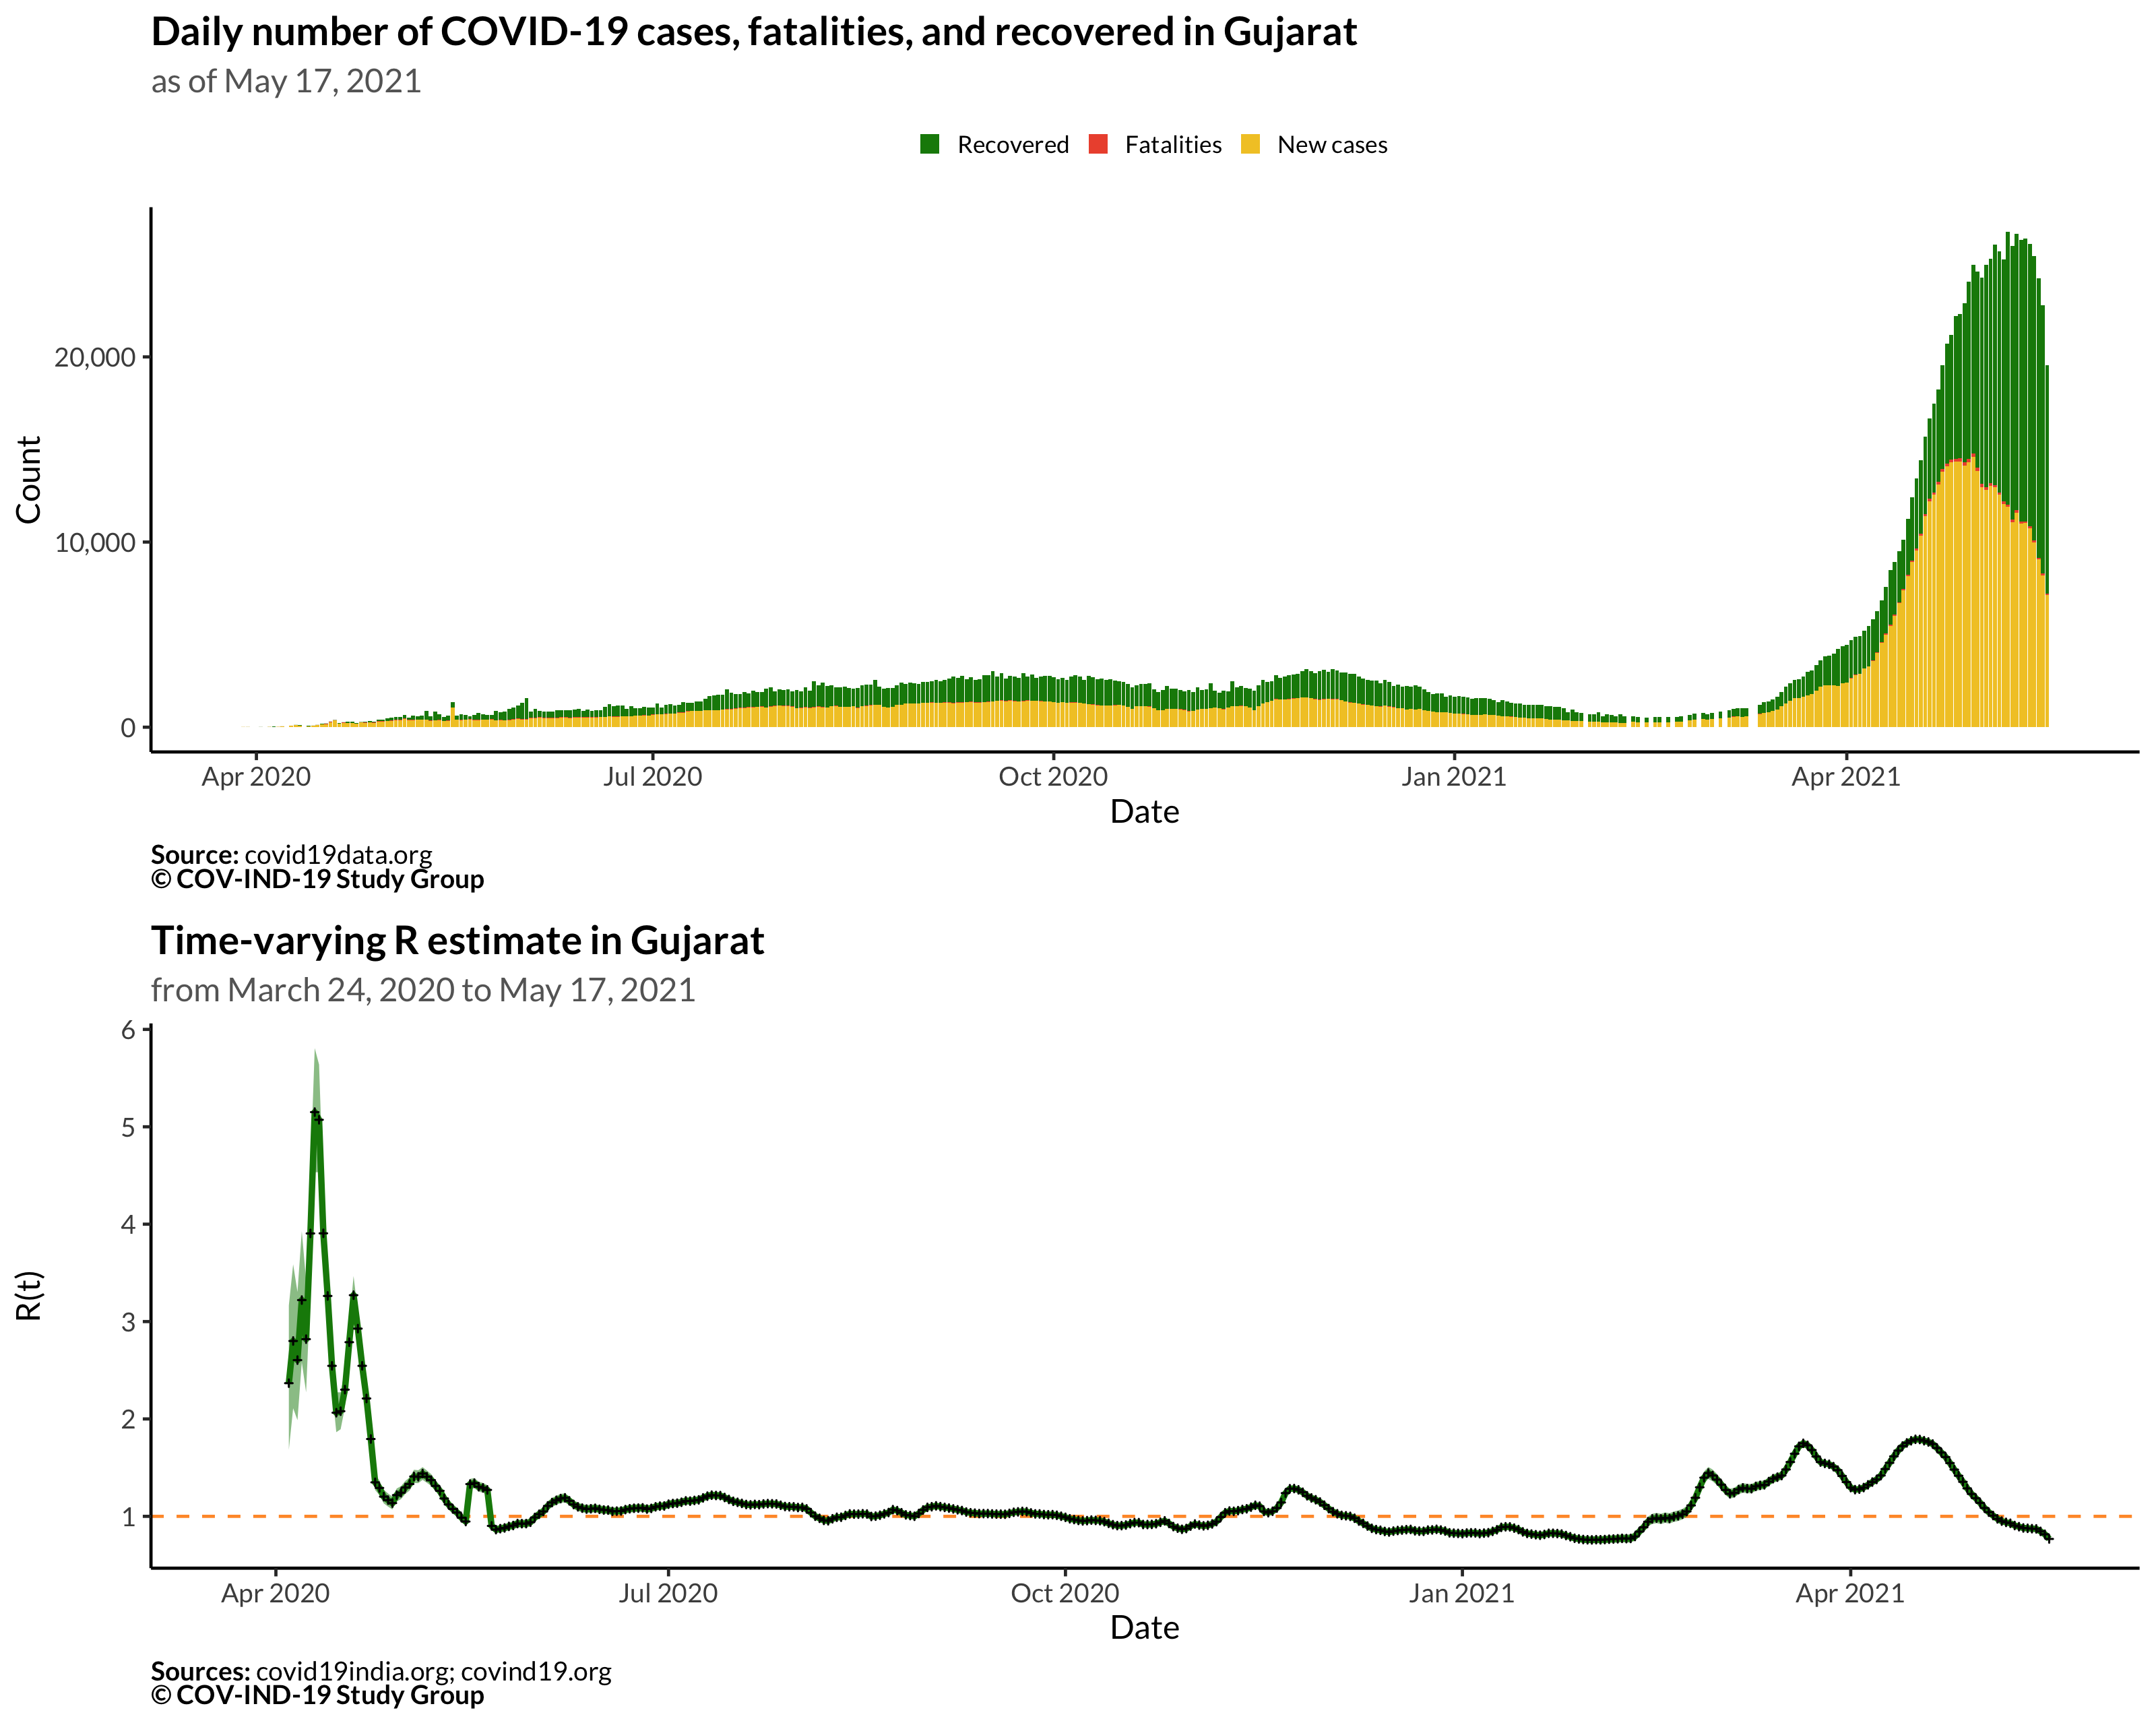 Daily number of COVID-19 cases, fatalities, and recovered in Gujarat
as of May 17, 2021
Recovered Fatalities New cases
Count
20,000
10,000
0
Apr 2020 Jul 2020 Oct 2020 Jan 2021 Apr 2021
Date
Source: covid19data.org
© COV-IND-19 Study Group
Time-varying R estimate in Gujarat
from March 24, 2020 to May 17, 2021
R(t)
6
5
4
3
2
1
Apr 2020 Jul 2020 Oct 2020 Jan 2021 Apr 2021
Date
Sources: covid19india.org; covind19.org
© COV-IND-19 Study Group